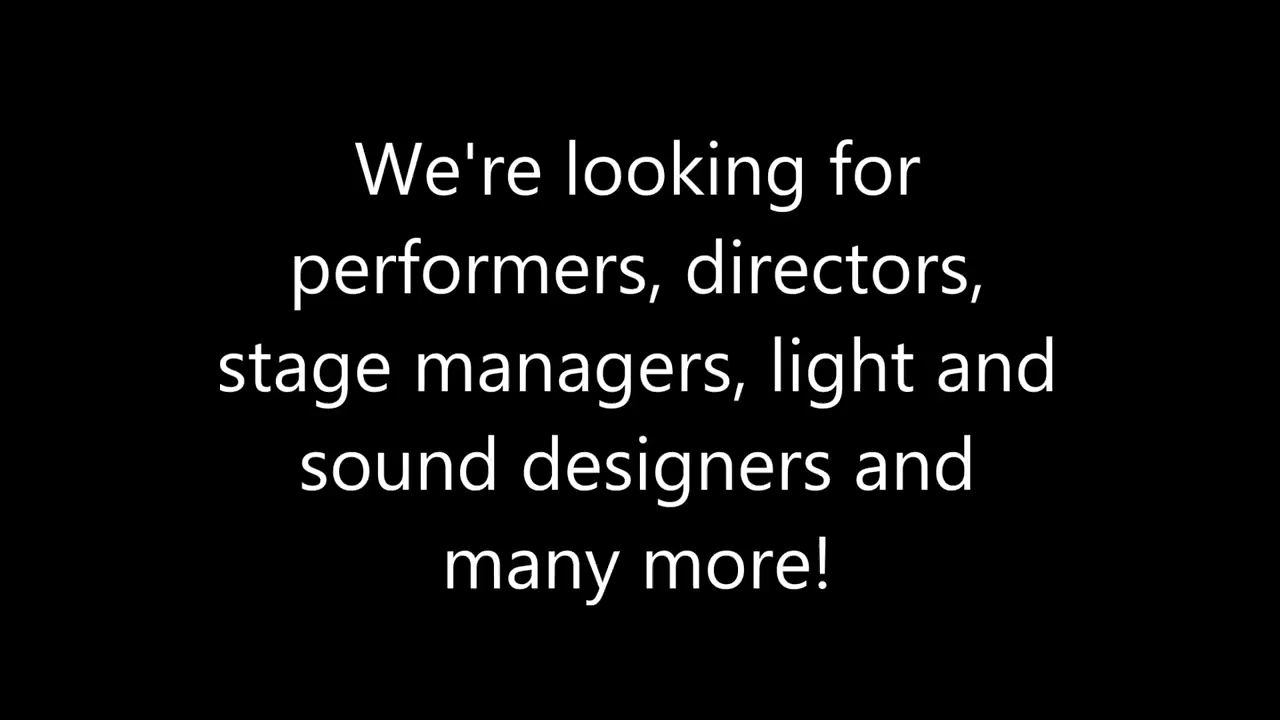 We're looking for
performers, directors,
stage managers, light and
sound designers and
many more!